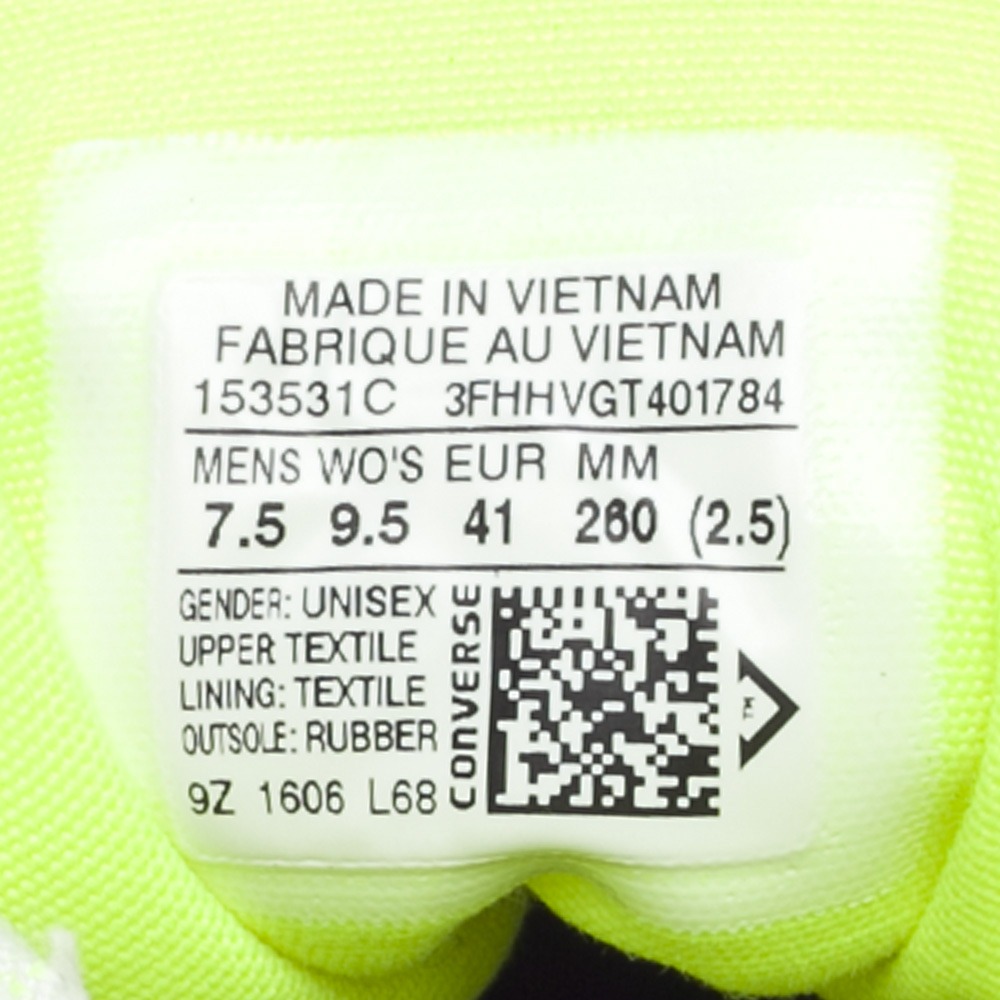 MADE IN VIETNAM
FABRIQUE AU VIETNAM
153531C 3FHHVGT401784
MENS WO'S EUR MM
7.5 9.5 41 260 (2.5)
GENDER: UNISEX
UPPER TEXTILE
LINING: TEXTILE
OUTSOLE: RUBBER
9Z 1606 L68
CONVERSE
TM